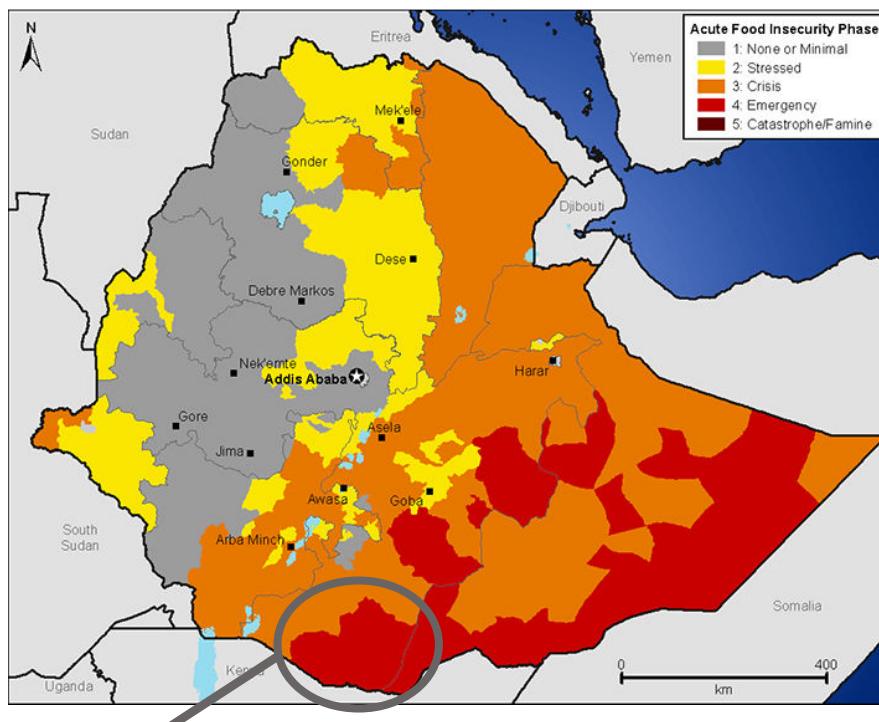 N
Eritrea
Yemen
Sudan
Acute Food Insecurity Phase
1: None or Minimal
2: Stressed
3: Crisis
4: Emergency
5: Catastrophe/Famine
Mek'ele
Gonder
Djibouti
Dese
Debre Markos
Nek'emte
Addis Ababa
Harar
Gore
Asela
Jima
Awasa
Goba
South
Sudan
Arba Minch
Somalia
Uganda
0 400
km